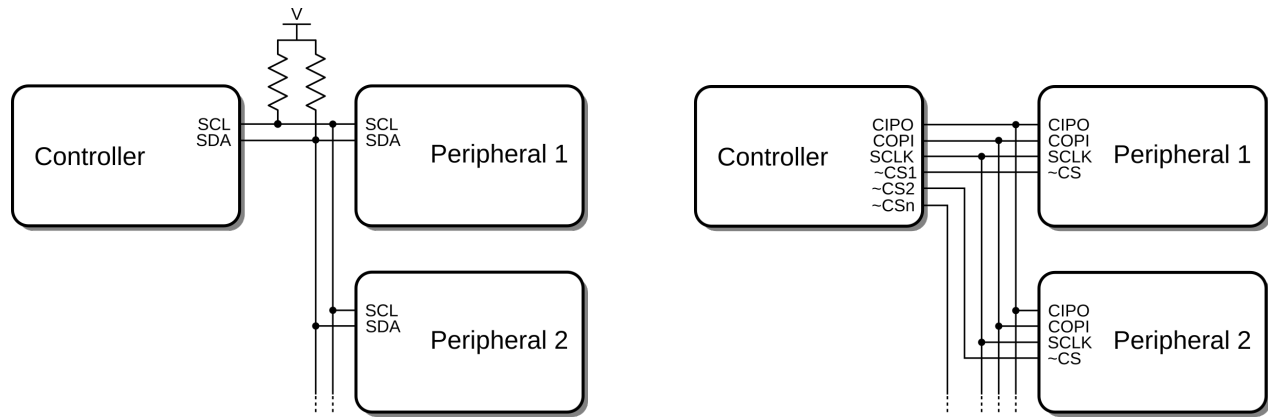 V
Controller
SCL
SDA
SCL
SDA
Peripheral 1
SCL
SDA
Peripheral 2
Controller
CIPO
COPI
SCLK
~CS1
~CS2
~CSn
CIPO
COPI
SCLK
~CS
Peripheral 1
CIPO
COPI
SCLK
~CS
Peripheral 2